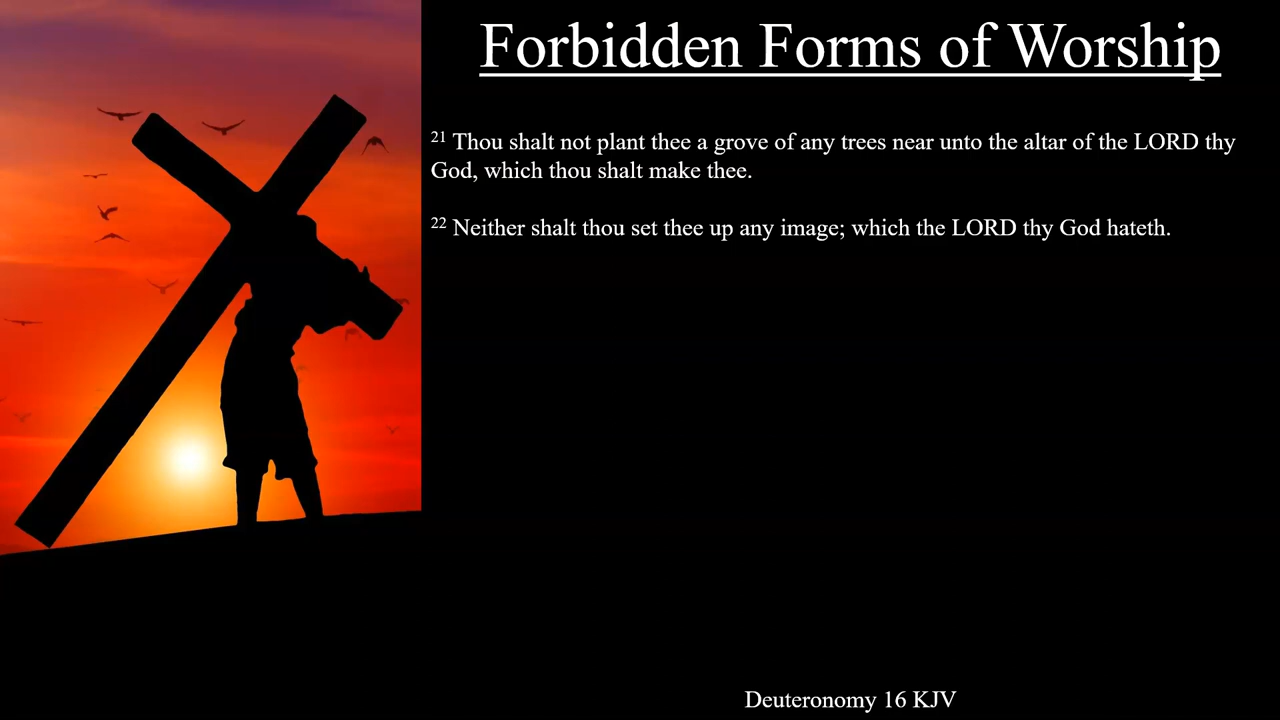 Forbidden Forms of Worship
21 Thou shalt not plant thee a grove of any trees near unto the altar of the LORD thy
God, which thou shalt make thee.
22 Neither shalt thou set thee up any image; which the LORD thy God hateth.
Deuteronomy 16 KJV